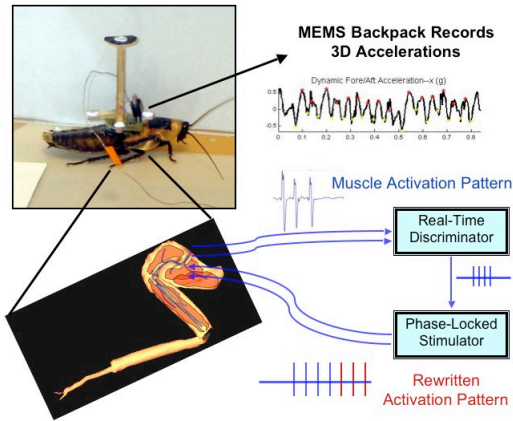 MEMS Backpack Records
3D Accelerations
Dynamic Fore/Aft Acceleration--x (g)
0.5
0
-0.5
0 0.1 0.2 0.3 0.4 0.5 0.6 0.7 0.8
Muscle Activation Pattern
Real-Time
Discriminator
Phase-Locked
Stimulator
Rewritten
Activation Pattern